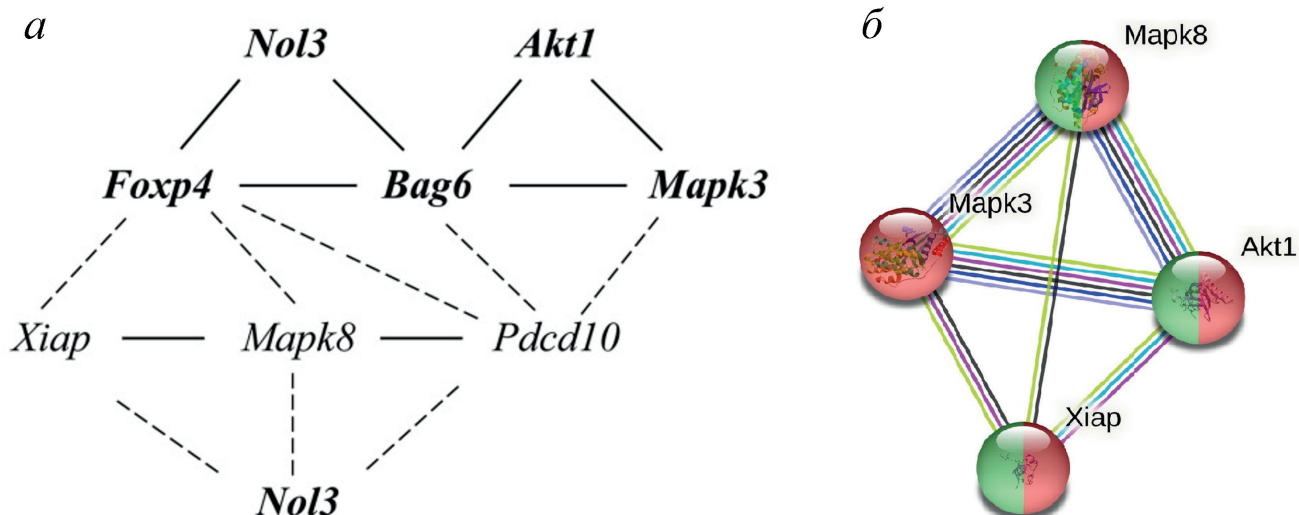 а
Nol3 Akt1
Foxp4 Bag6 Mapk3
Xiap Mapk8 Pdcd10
Nol3
б
Mapk8
Mapk3
Akt1
Xiap